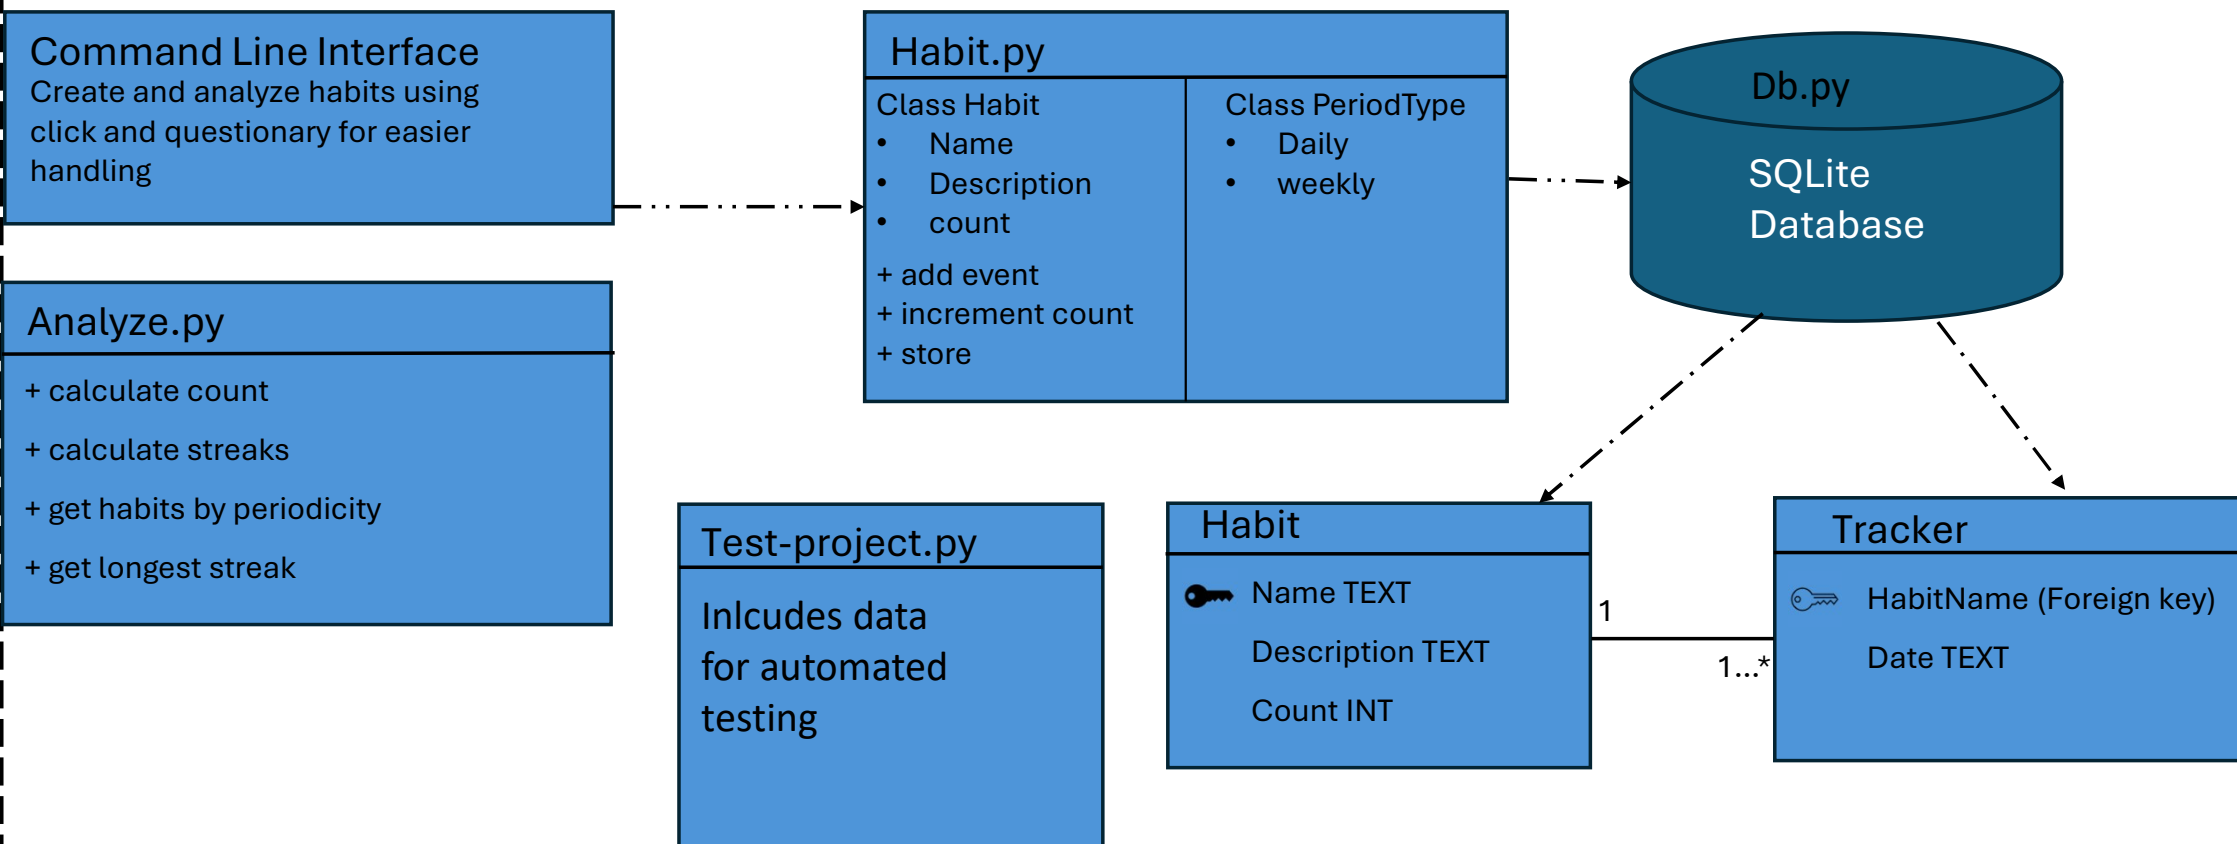 Command Line Interface
Create and analyze habits using
click and questionary for easier
handling
Habit.py
Class Habit
• Name
• Description
• count
+ add event
+ increment count
+ store
Class PeriodType
• Daily
• weekly
Db.py
SQLite
Database
Analyze.py
+ calculate count
+ calculate streaks
+ get habits by periodicity
+ get longest streak
Test-project.py
Inlcudes data
for automated
testing
Habit
Name TEXT
Description TEXT
Count INT
1
1...*
Tracker
HabitName (Foreign key)
Date TEXT